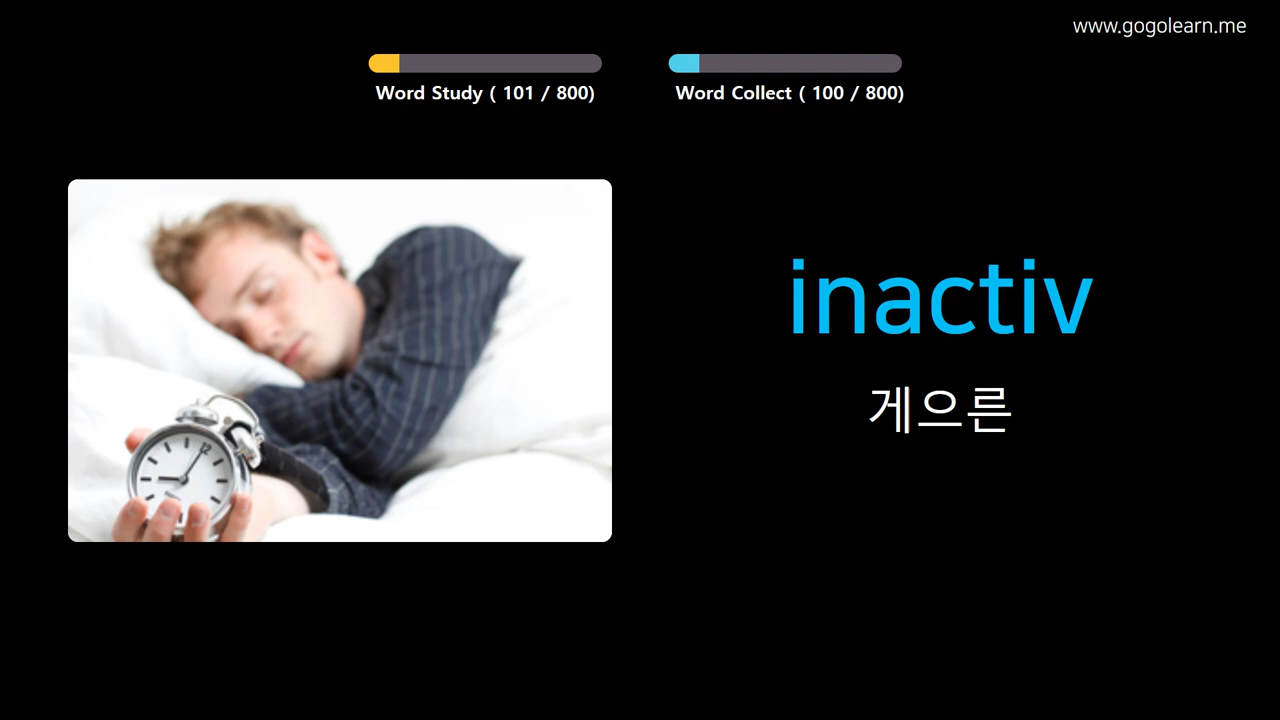 www.gogolearn.me
Word Study ( 101 / 800)
Word Collect ( 100 / 800)
inactiv
게으른